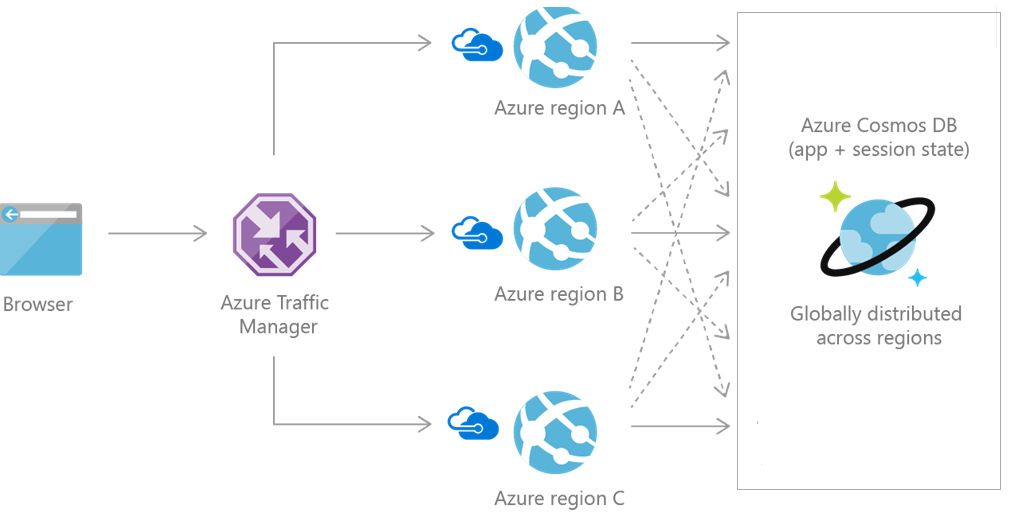 Azure region A
Azure Cosmos DB
(app + session state)
Browser
Azure Traffic
Manager
Azure region B
Globally distributed
across regions
Azure region C